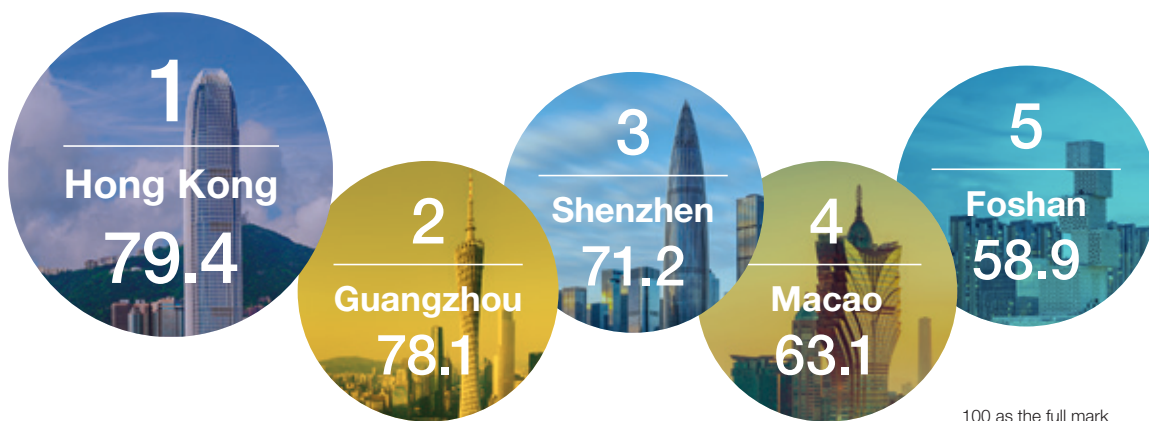 1
Hong Kong
79.4
2
Guangzhou
78.1
3
Shenzhen
71.2
4
Macao
63.1
5
Foshan
58.9
100 as the full mark